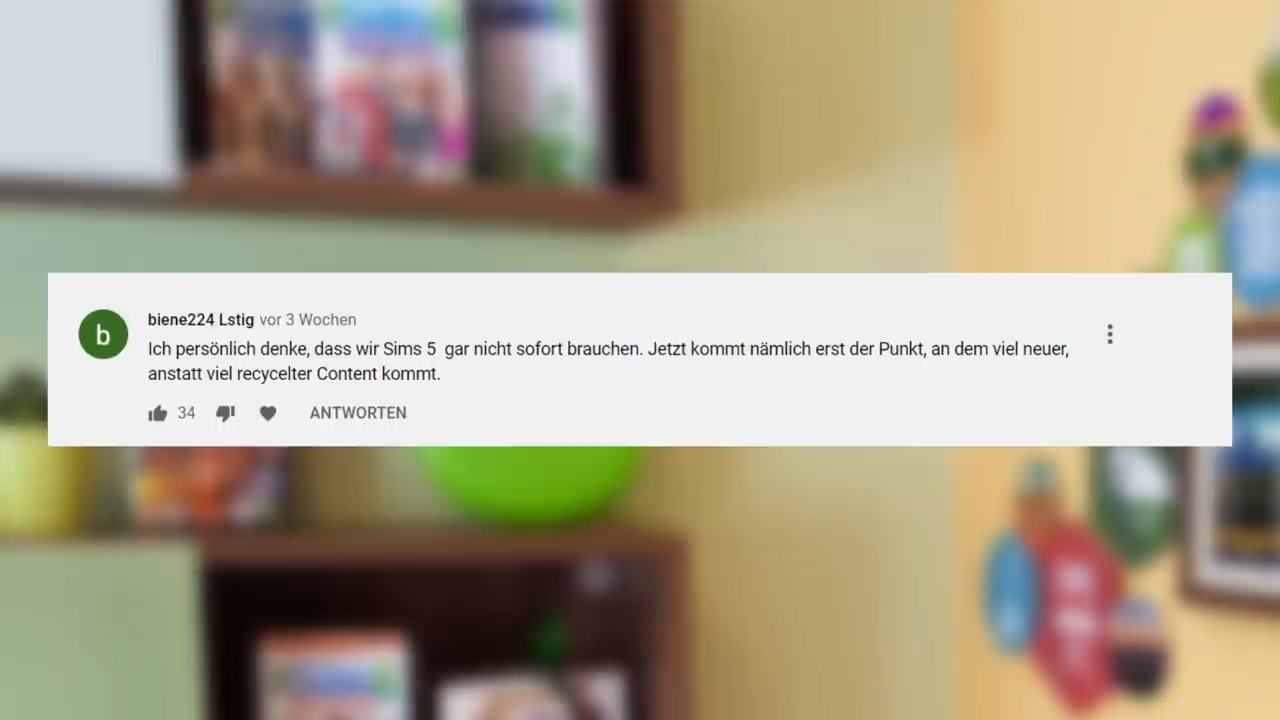 b
biene224 Lstig vor 3 Wochen
Ich persönlich denke, dass wir Sims 5  gar nicht sofort brauchen. Jetzt kommt nämlich erst der Punkt, an dem viel neuer,
anstatt viel recycelter Content kommt.
34 ANTWORTEN